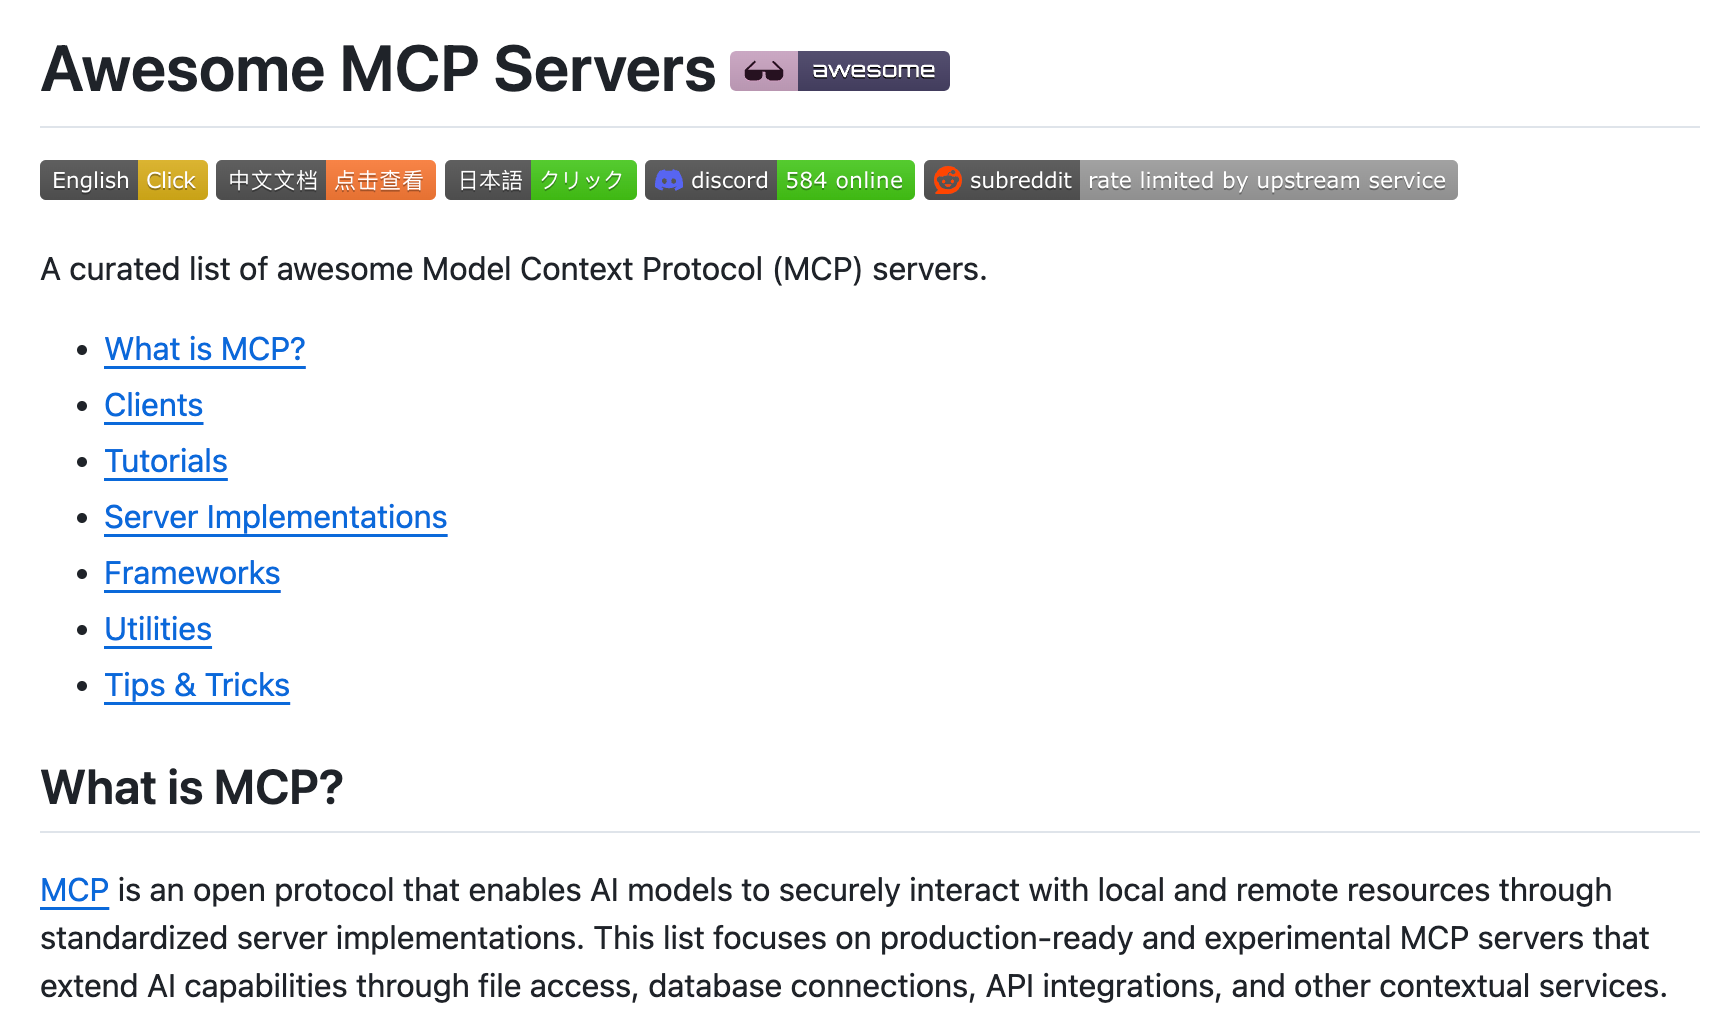 Awesome MCP Servers awesome
English Click 中文文档 点击查看 日本語 クリック discord 584 online subreddit rate limited by upstream service
A curated list of awesome Model Context Protocol (MCP) servers.
What is MCP?
Clients
Tutorials
Server Implementations
Frameworks
Utilities
Tips & Tricks
What is MCP?
MCP is an open protocol that enables AI models to securely interact with local and remote resources through
standardized server implementations. This list focuses on production-ready and experimental MCP servers that
extend AI capabilities through file access, database connections, API integrations, and other contextual services.